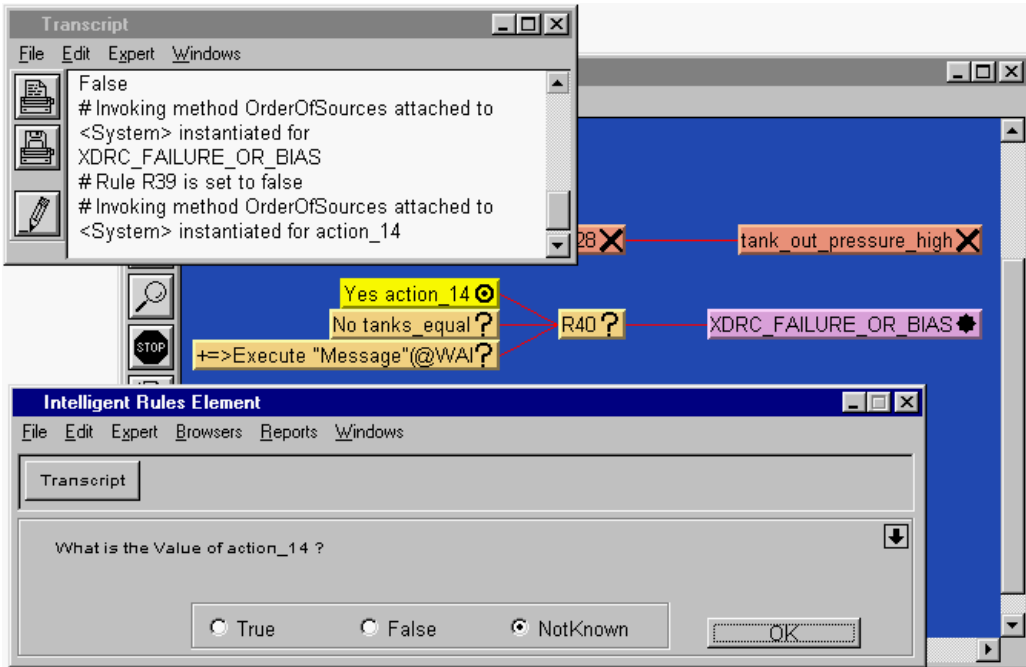 Transcript
File Edit Expert Windows
False
# Invoking method OrderOfSources attached to
<System> instantiated for
XDRC_FAILURE_OR_BIAS
# Rule R39 is set to false
# Invoking method OrderOfSources attached to
<System> instantiated for action_14
28 tank_out_pressure_high
Yes action_14
No tanks_equal ? R40 ? XDRC_FAILURE_OR_BIAS
+=>Execute "Message"(@WAI ?
STOP
Intelligent Rules Element
File Edit Expert Browsers Reports Windows
Transcript
What is the Value of action_14 ?
True False NotKnown OK